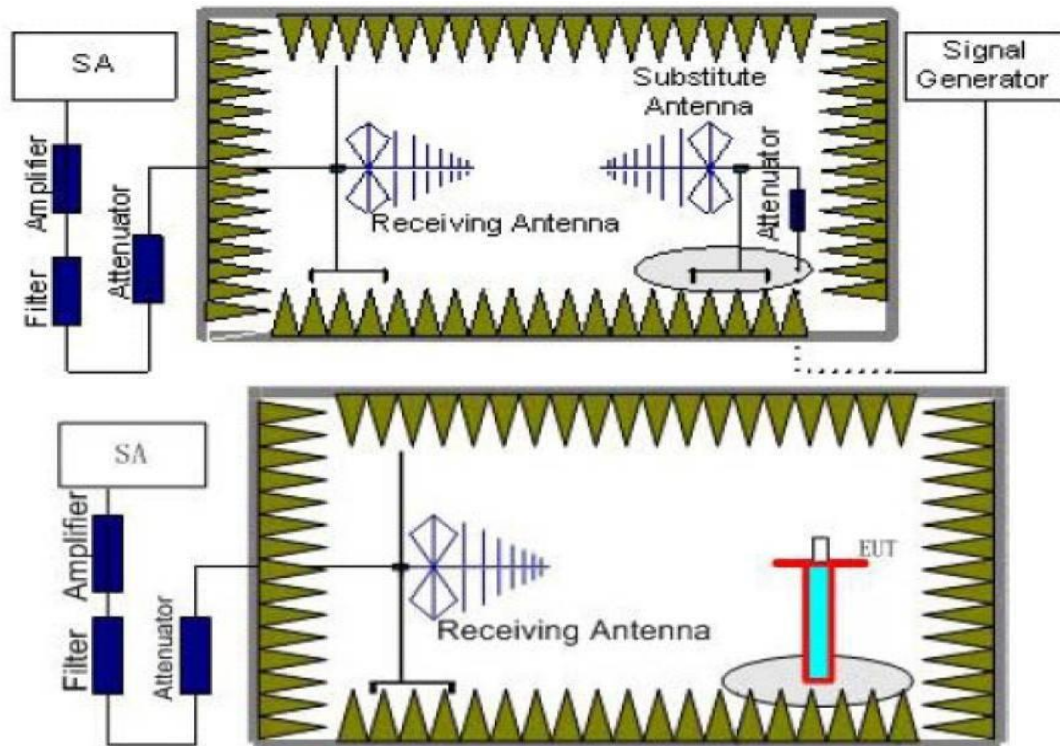 SA
Signal
Generator
Substitute
Antenna
Amplifier
Attenuator
Attenuator
Receiving Antenna
Filter
SA
Amplifier
EUT
Receiving Antenna
Filter
Attenuator